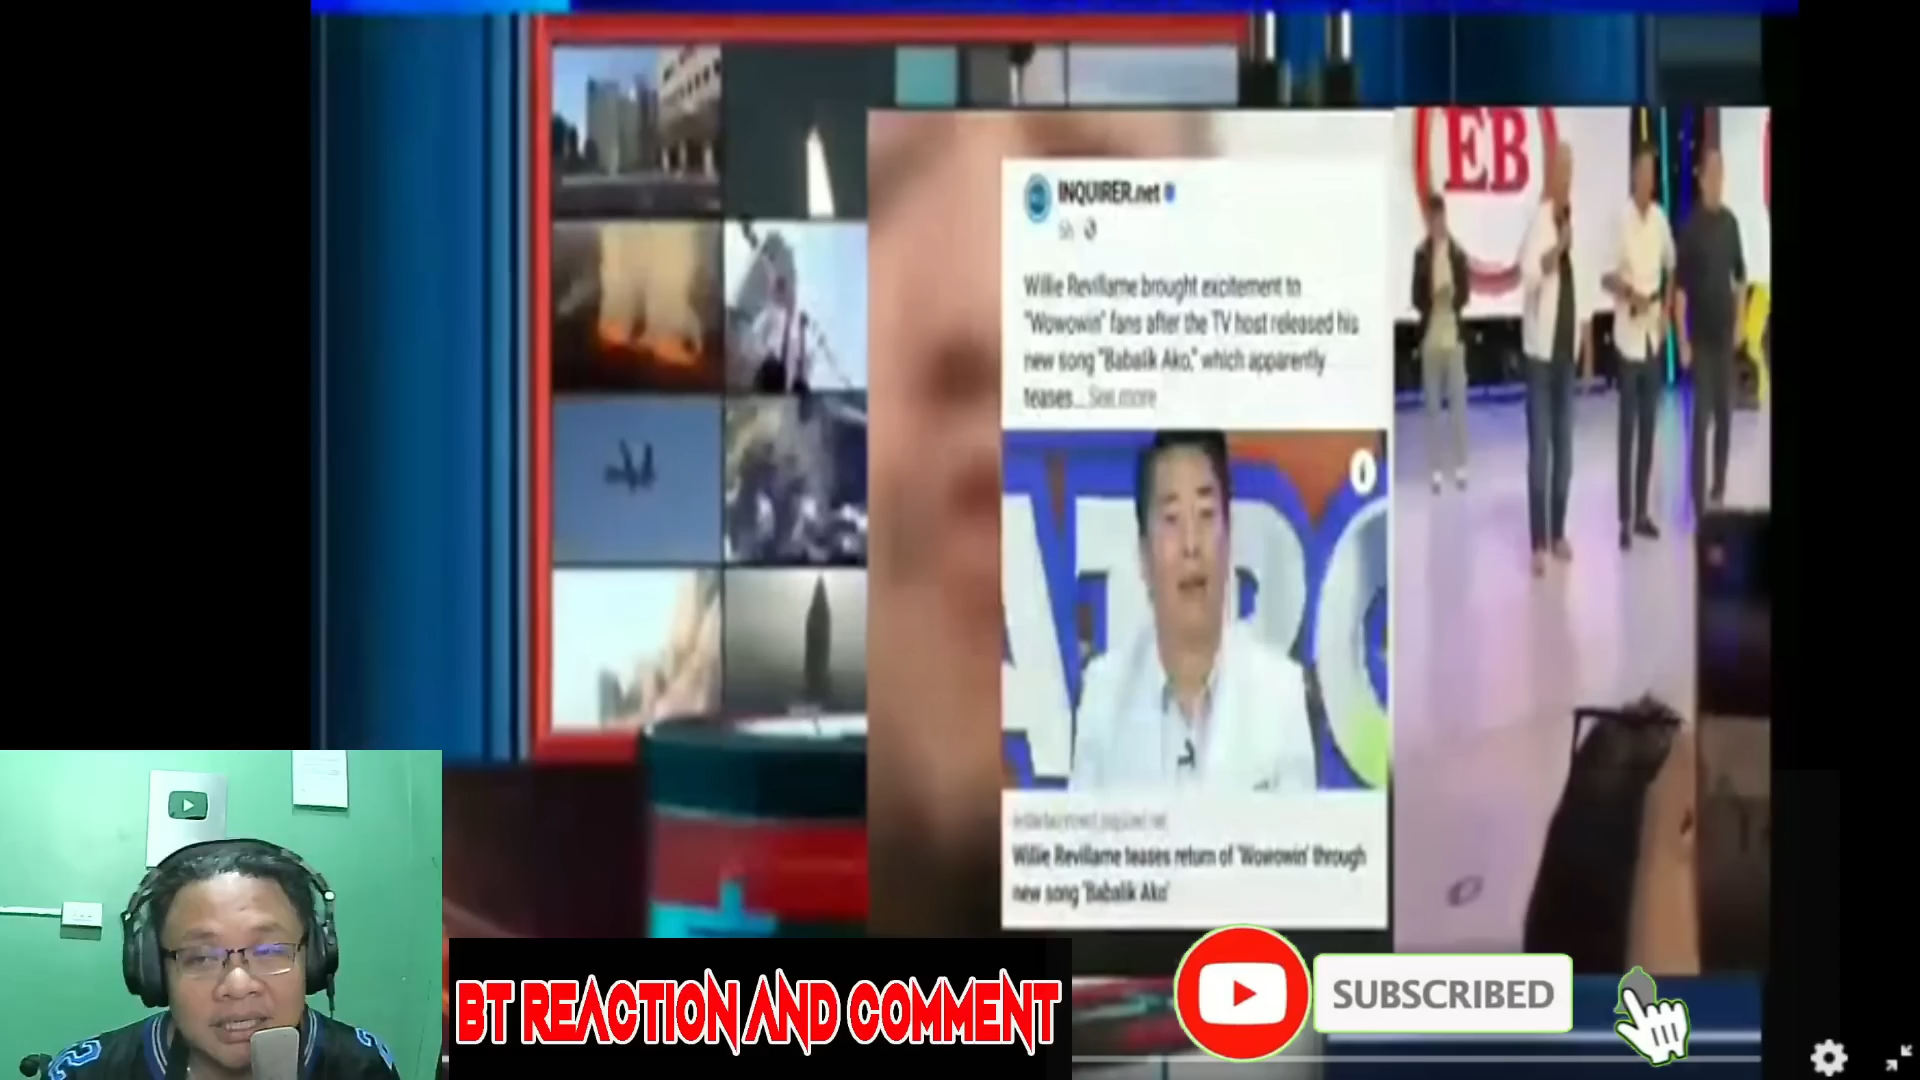 EB
INQUIRER.net
5h
Willie Revillame brought excitement to
"Wowowin" fans after the TV host released his
new song "Babalik Ako," which apparently
teases... See more
Willie Revillame teases return of 'Wowowin' through
new song 'Babalik Ako'
BT REACTION AND COMMENT
SUBSCRIBED